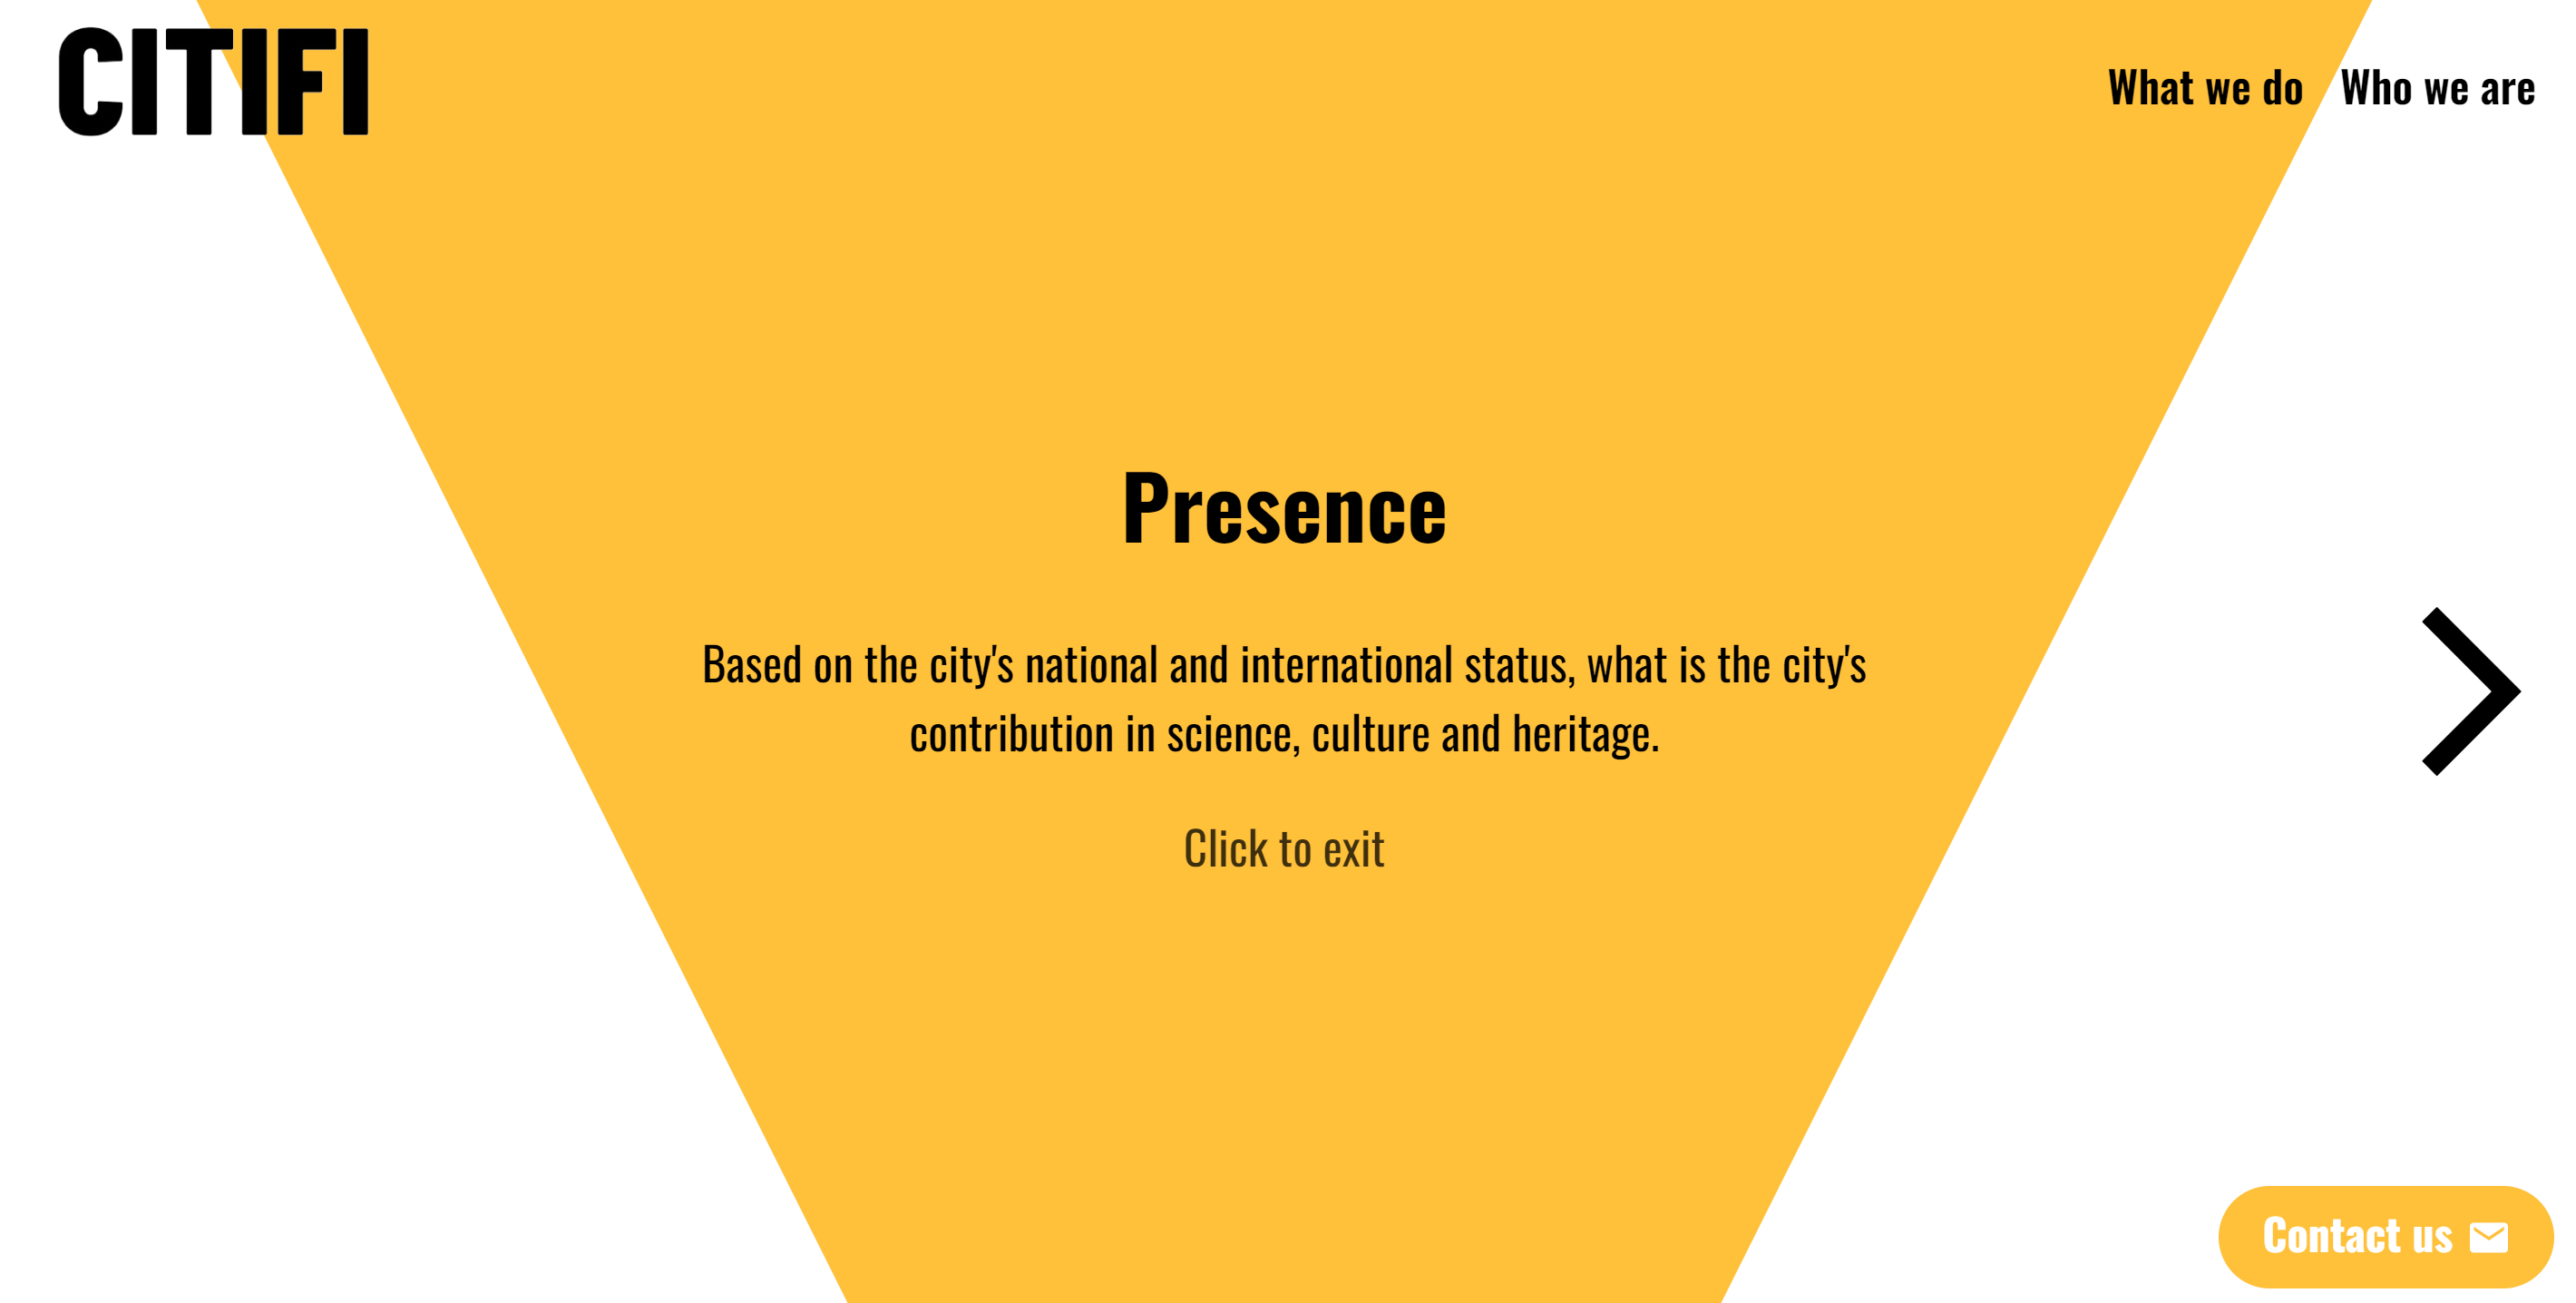 CITIFI
What we do
Who we are
Presence
Based on the city's national and international status, what is the city's
contribution in science, culture and heritage.
Click to exit
Contact us